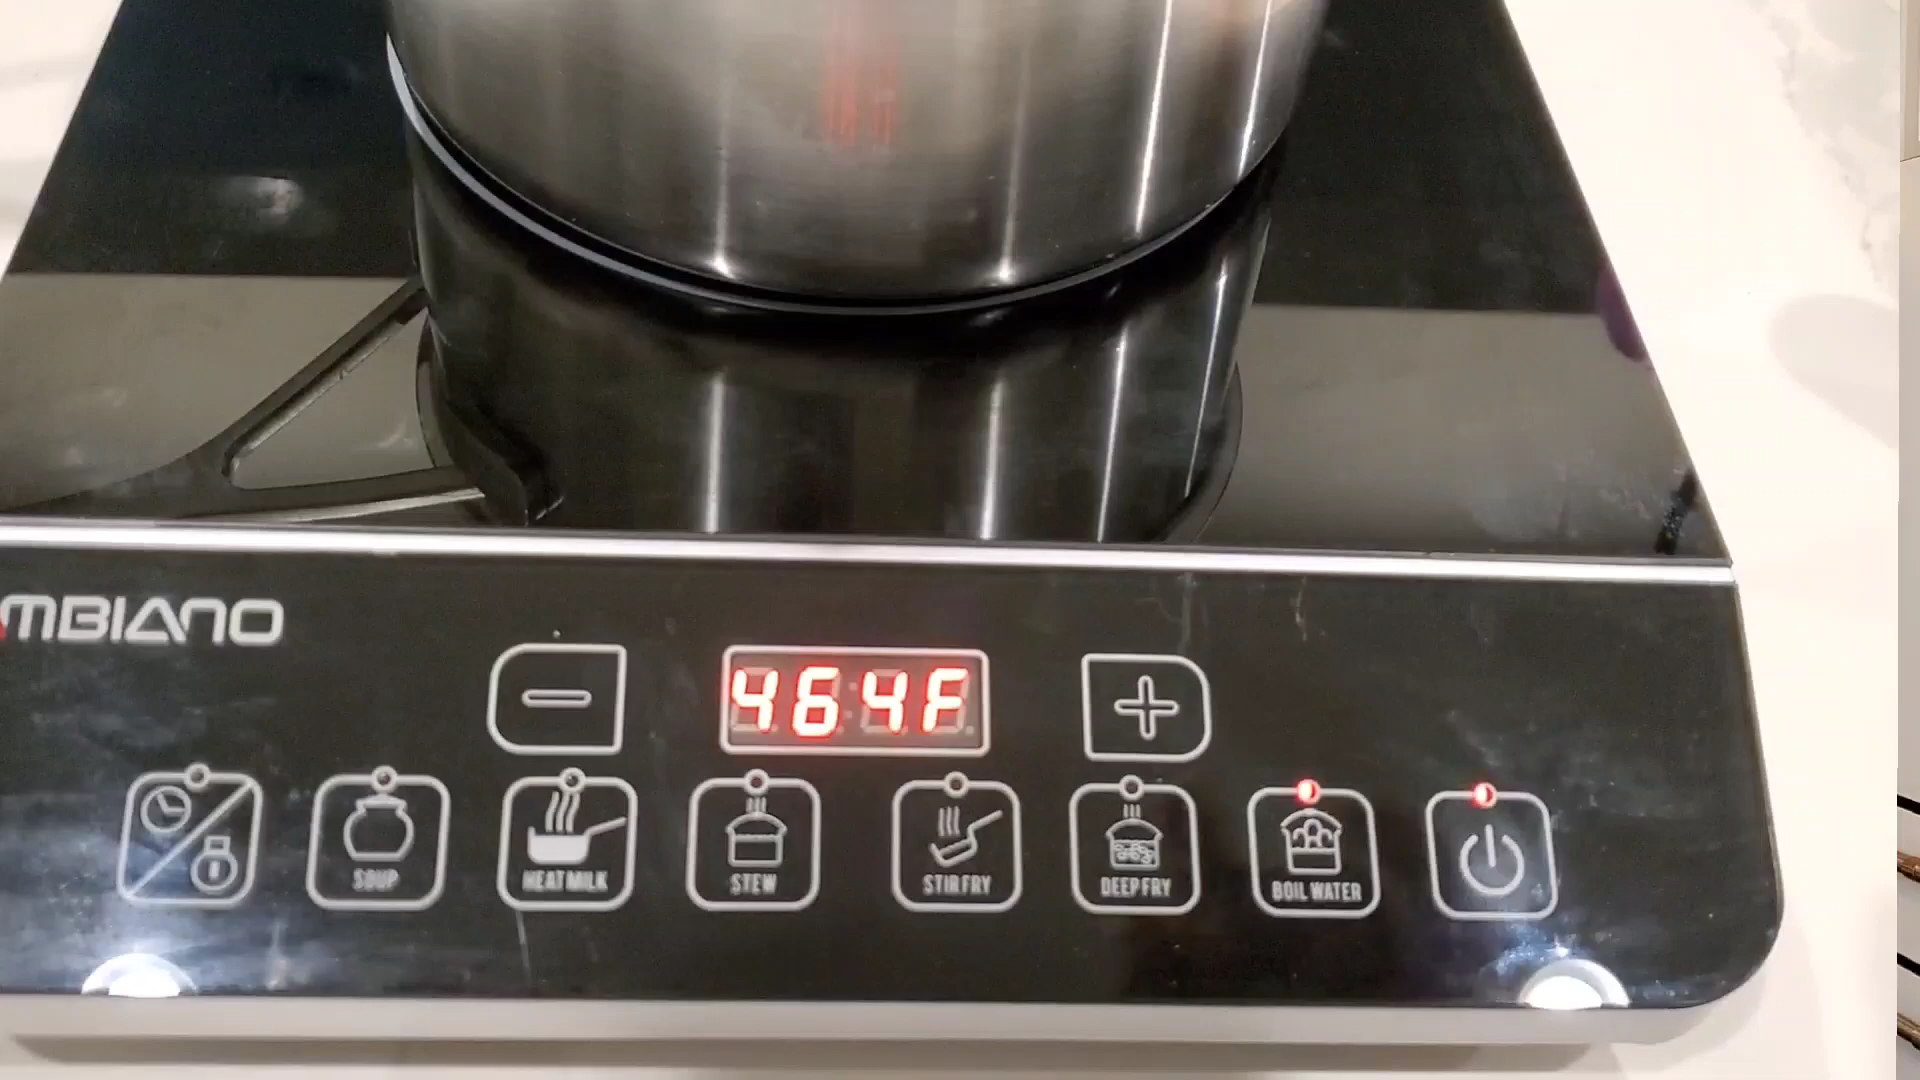 MBIANO
464F
SOUP
HEAT MILK
STEW
STIR FRY
DEEP FRY
BOIL WATER